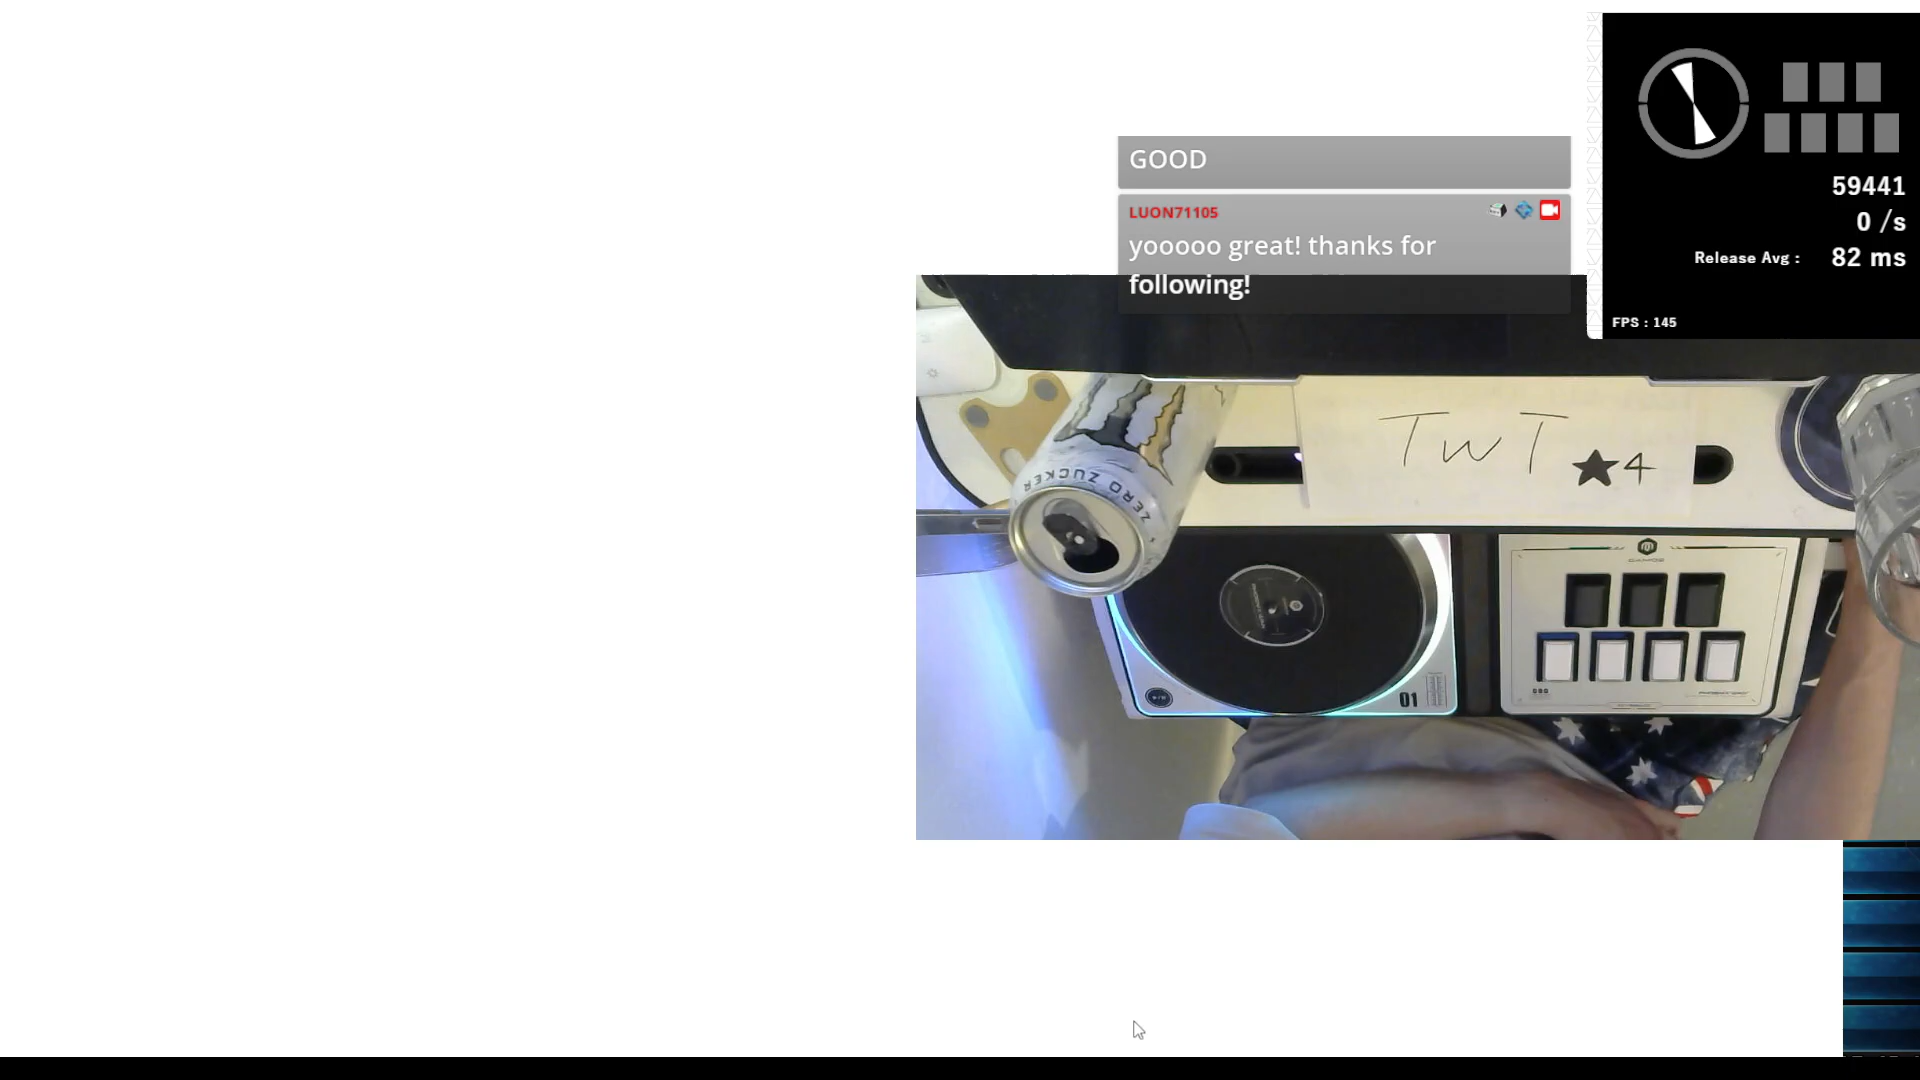 GOOD
LUON71105
yooooo great! thanks for
following!
59441
0 /s
Release Avg : 82 ms
FPS : 145
TWT ★4
ZERO ZUCKER
GAMO2
01